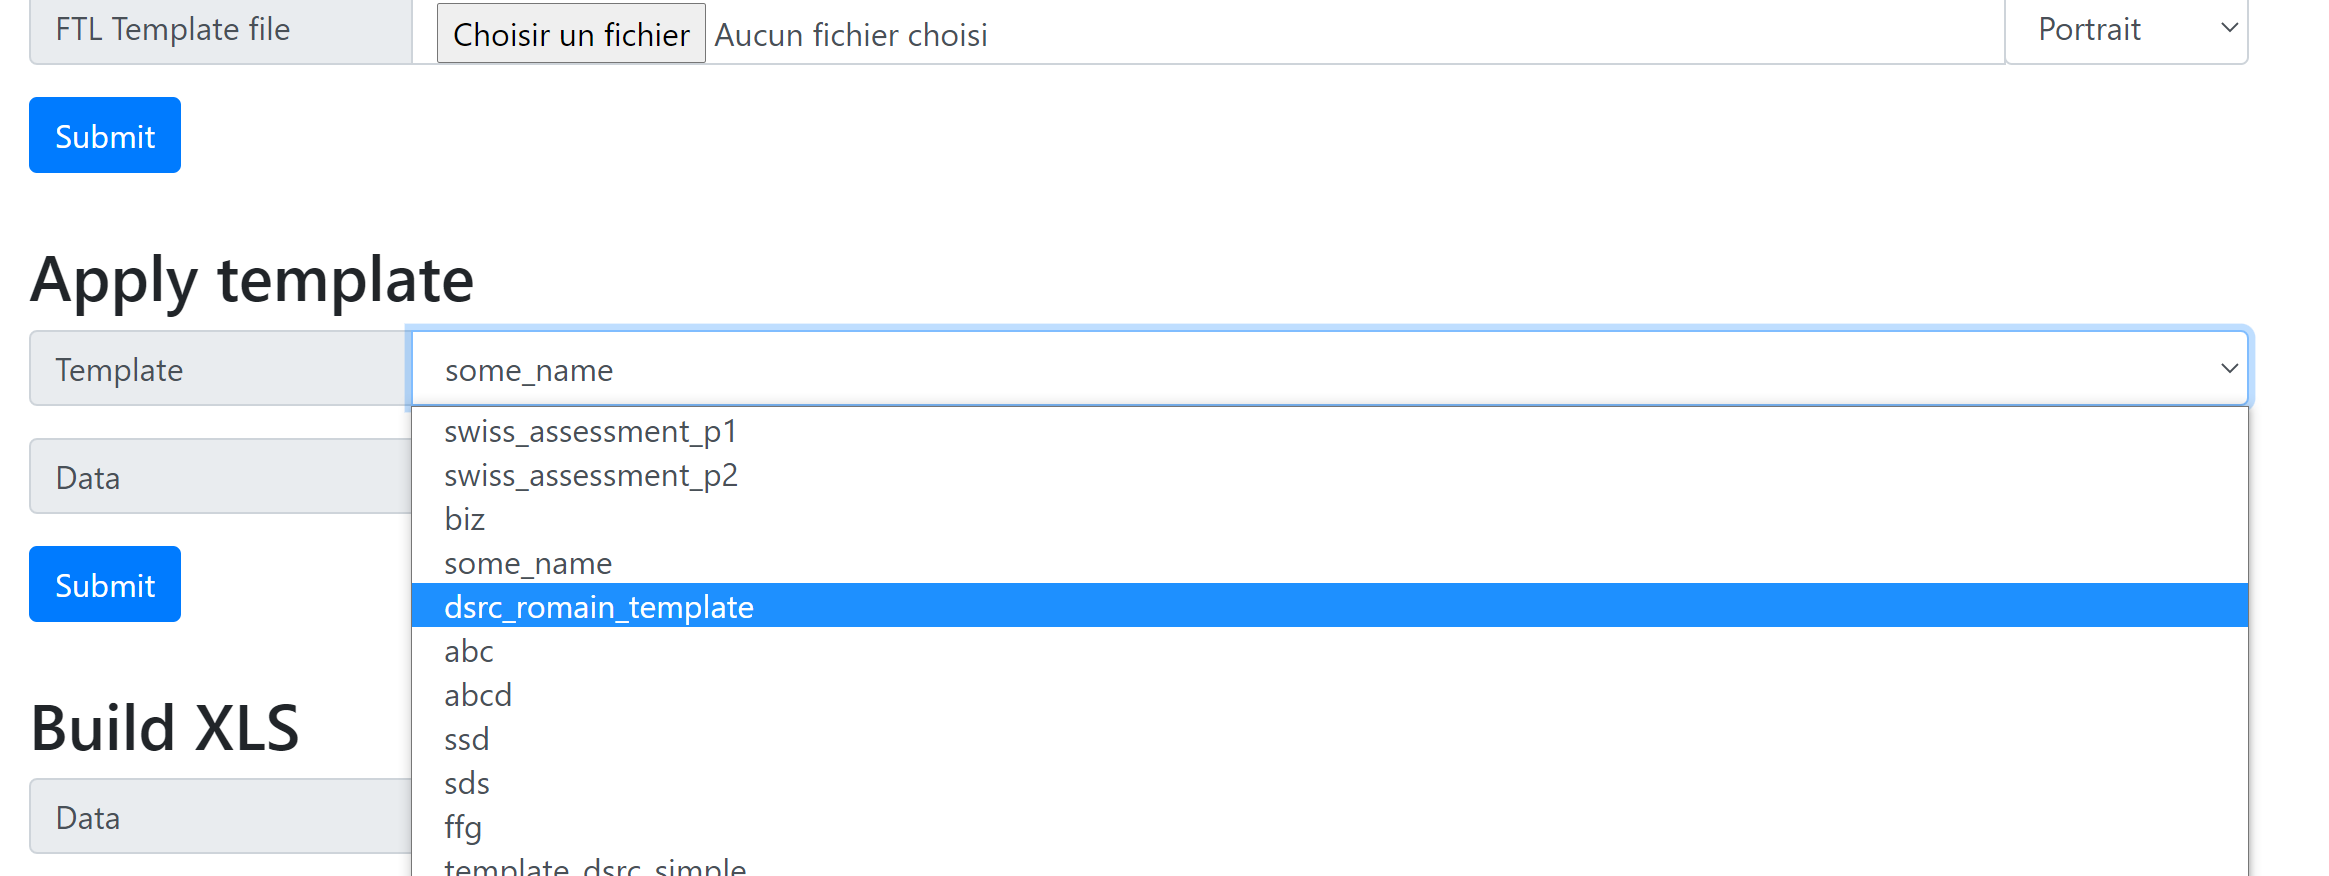 FTL Template file Choisir un fichier Aucun fichier choisi Portrait
Submit
Apply template
Template some_name
swiss_assessment_p1
swiss_assessment_p2
Data
biz
some_name
Submit
dsrc_romain_template
abc
abcd
Build XLS
ssd
sds
Data
ffg
template_dsrc_simple